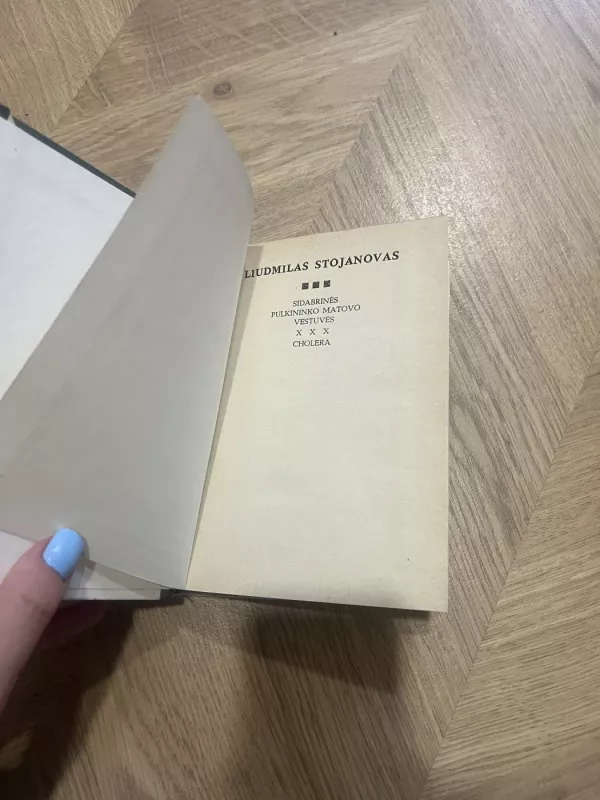 LIUDMILAS STOJANOVAS
SIDABRINĖS
PULKININKO MATOVO
VESTUVĖS
X X X
CHOLERA